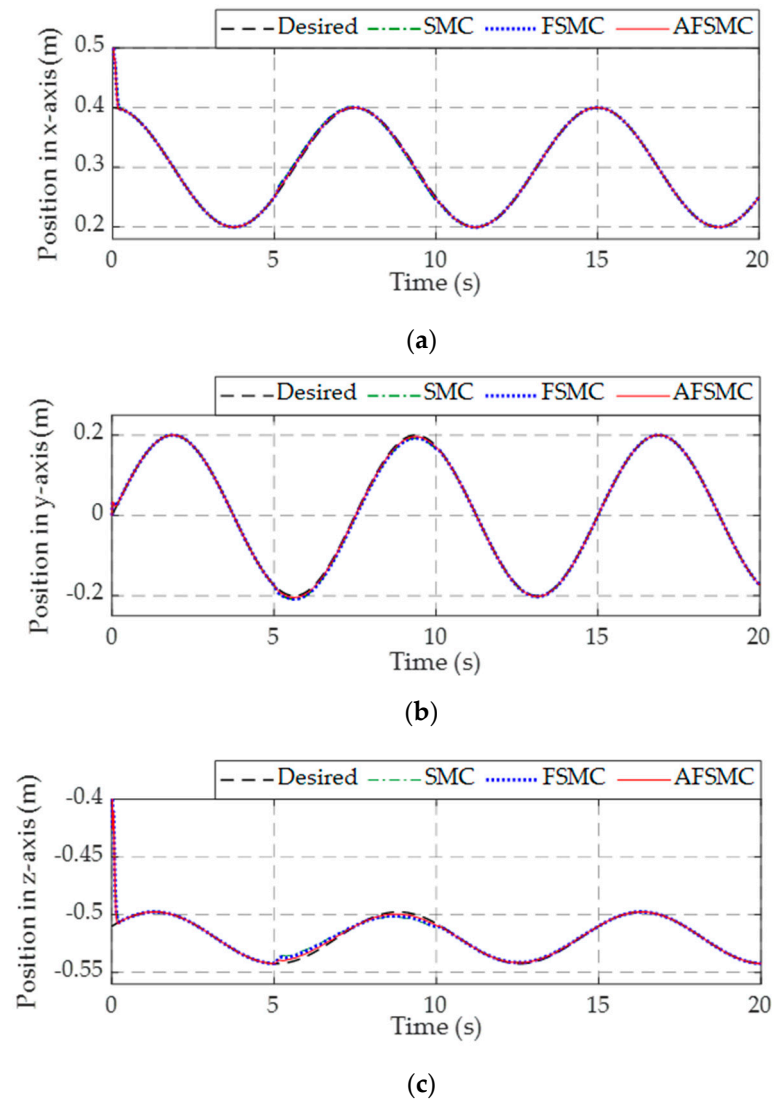 Desired SMC FSMC AFSMC
Position in x-axis (m)
0.5
0.4
0.3
0.2
0 5 10 15 20
Time (s)
(a)
Desired SMC FSMC AFSMC
Position in y-axis (m)
0.2
0
-0.2
0 5 10 15 20
Time (s)
(b)
Desired SMC FSMC AFSMC
Position in z-axis (m)
-0.4
-0.45
-0.5
-0.55
0 5 10 15 20
Time (s)
(c)